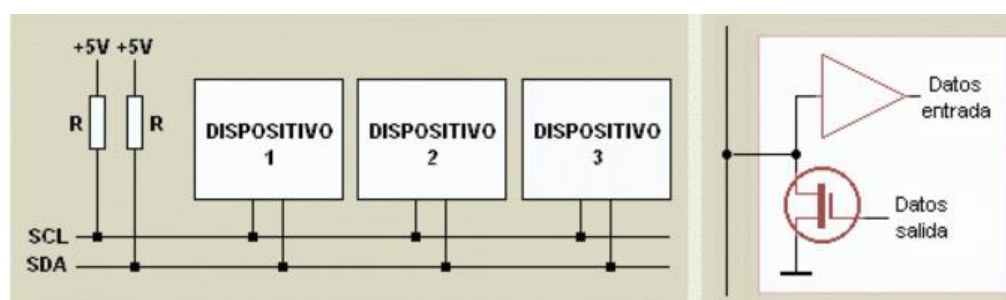 +5V +5V
R
R
DISPOSITIVO
1
DISPOSITIVO
2
DISPOSITIVO
3
SCL
SDA
Datos
entrada
Datos
salida